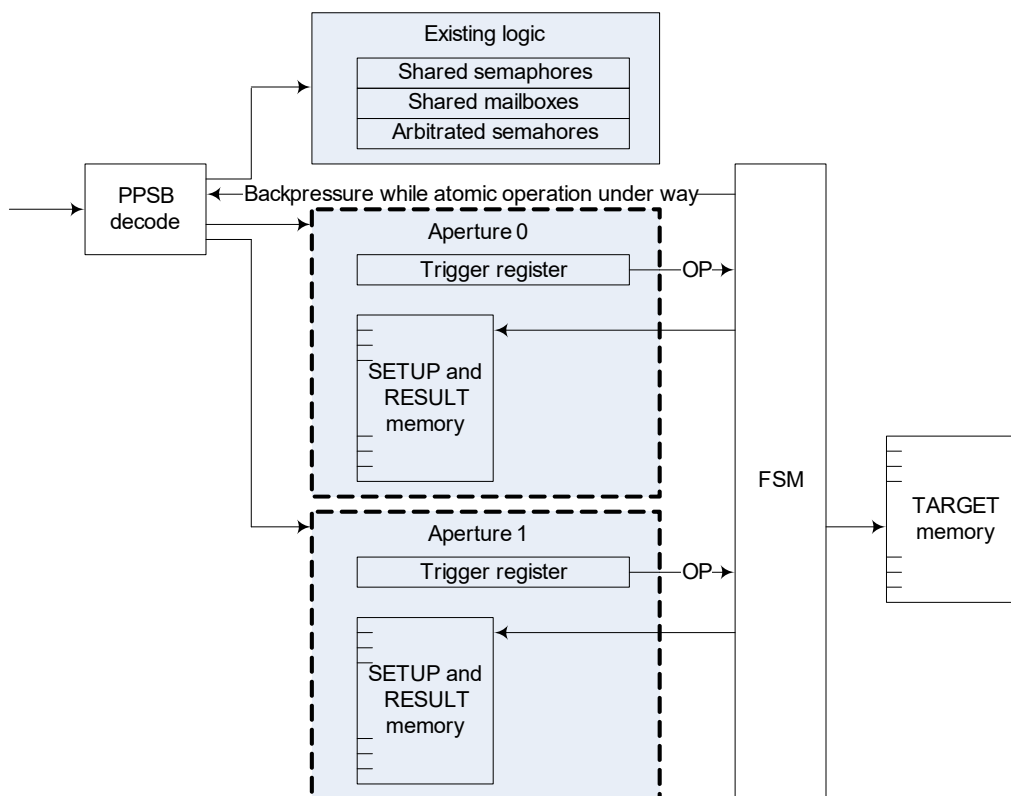 Existing logic
Shared semaphores
Shared mailboxes
Arbitrated semahores
PPSB
decode
Backpressure while atomic operation under way
Aperture 0
Trigger register
OP
SETUP and
RESULT
memory
FSM
TARGET
memory
Aperture 1
Trigger register
OP
SETUP and
RESULT
memory